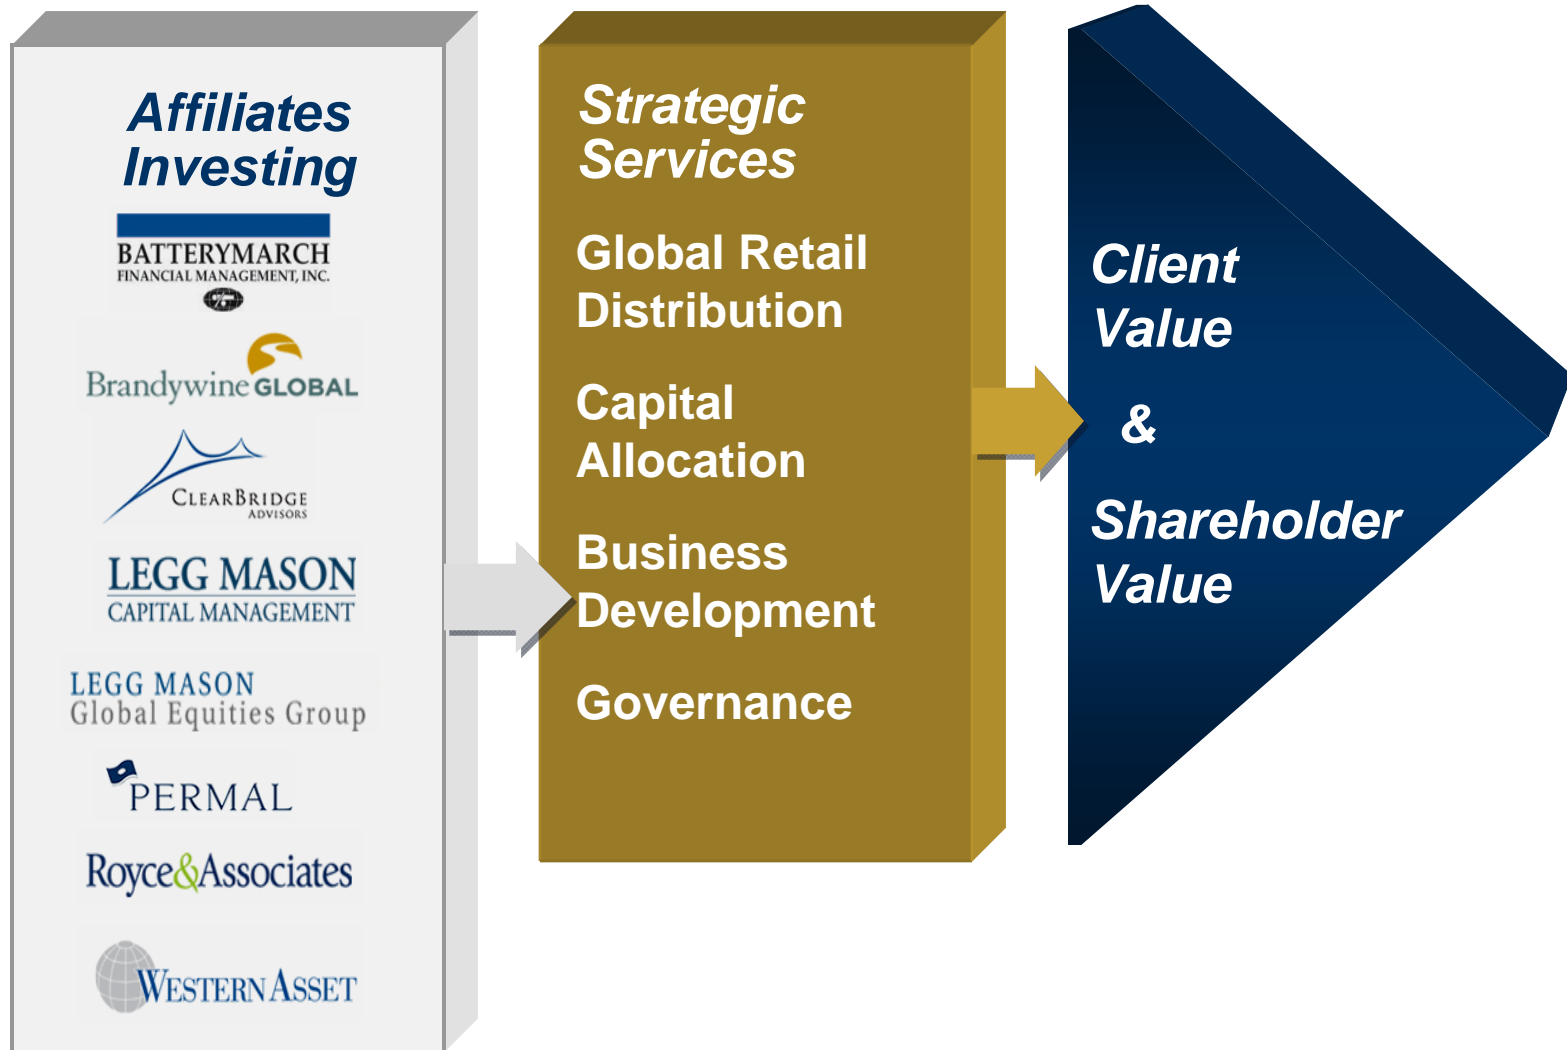 Affiliates
Investing
BATTERYMARCH
FINANCIAL MANAGEMENT, INC.
Brandywine GLOBAL
CLEARBRIDGE
ADVISORS
LEGG MASON
CAPITAL MANAGEMENT
LEGG MASON
Global Equities Group
PERMAL
Royce&Associates
WESTERN ASSET
Strategic
Services
Global Retail
Distribution
Capital
Allocation
Business
Development
Governance
Client
Value
&
Shareholder
Value